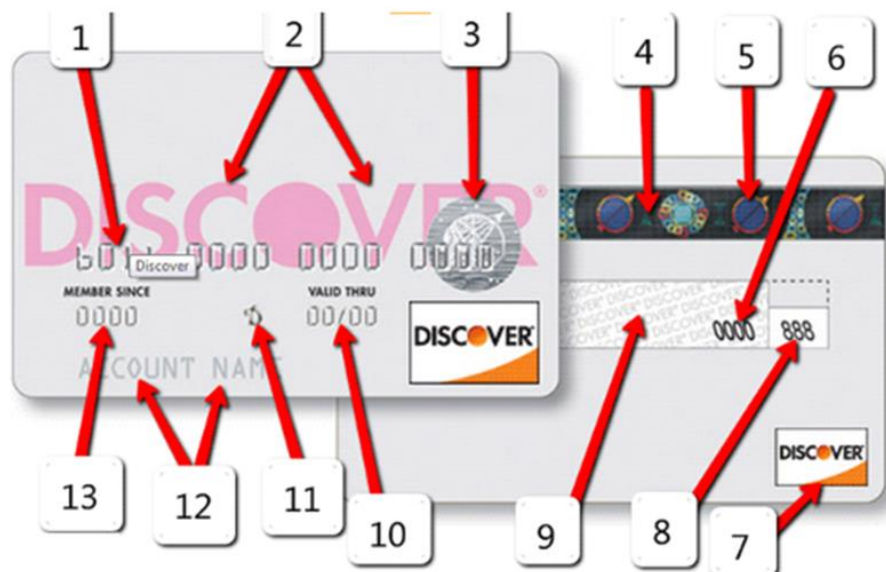 1
2
3
4
5
6
DISCOVER®
6011 0000 0000 0000
Discover
MEMBER SINCE
VALID THRU
0000
00/00
ACCOUNT NAME
DISCOVER
DISCOVER DISCOVER DISCOVER
0000
888
DISCOVER
13
12
11
10
9
8
7